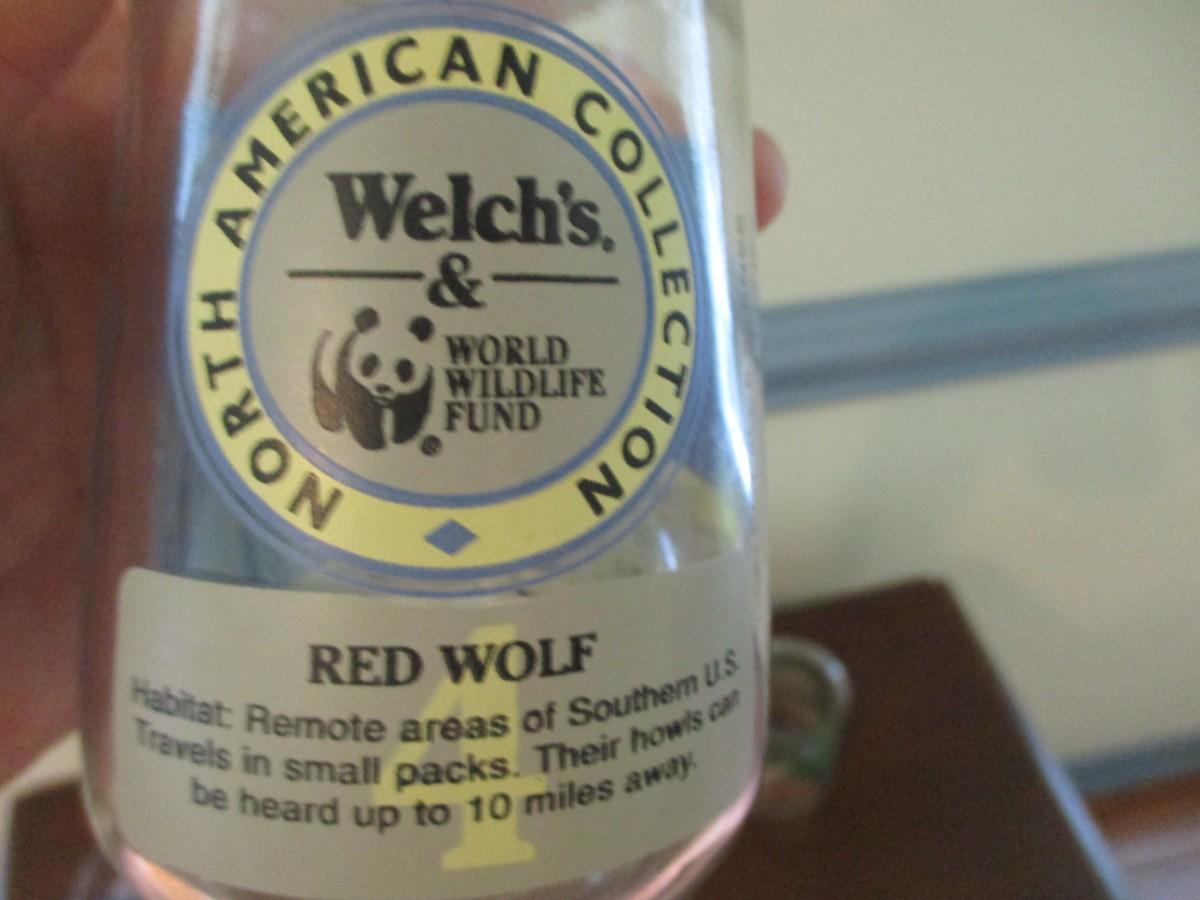 NORTH AMERICAN COLLECTION
Welch's.
&
WORLD
WILDLIFE
FUND
®
4
RED WOLF
Habitat: Remote areas of Southern U.S.
Travels in small packs. Their howls can
be heard up to 10 miles away.